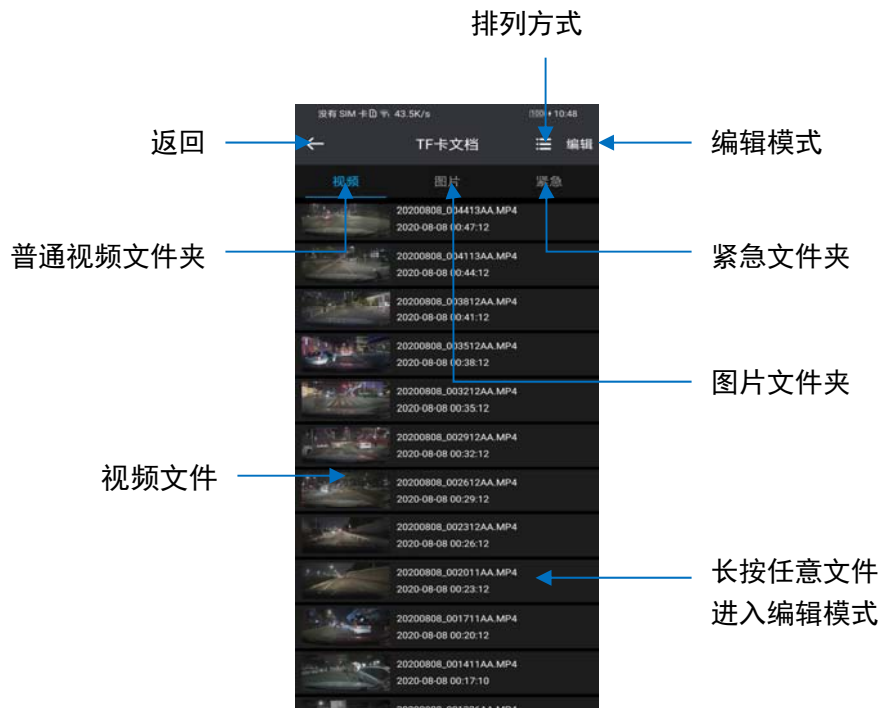 排列方式
没有 SIM 卡 43.5K/s 10:48
返回
TF卡文档
编辑
编辑模式
视频 图片 紧急
20200808_004413AA.MP4
2020-08-08 00:47:12
普通视频文件夹
20200808_004113AA.MP4
2020-08-08 00:44:12
紧急文件夹
20200808_003812AA.MP4
2020-08-08 00:41:12
20200808_003512AA.MP4
2020-08-08 00:38:12
图片文件夹
20200808_003212AA.MP4
2020-08-08 00:35:12
20200808_002912AA.MP4
2020-08-08 00:32:12
视频文件
20200808_002612AA.MP4
2020-08-08 00:29:12
20200808_002312AA.MP4
2020-08-08 00:26:12
20200808_002011AA.MP4
2020-08-08 00:23:12
长按任意文件
进入编辑模式
20200808_001711AA.MP4
2020-08-08 00:20:12
20200808_001411AA.MP4
2020-08-08 00:17:10